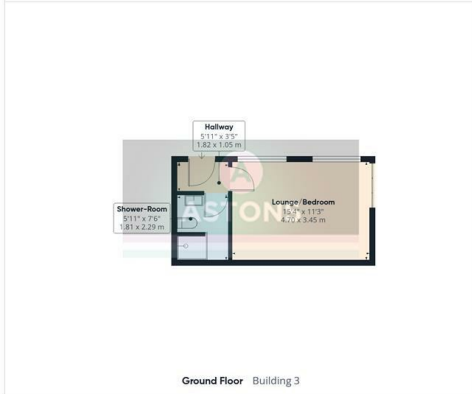 Hallway
5'11" x 3'5"
1.82 x 1.05 m
Shower-Room
5'11" x 7'6"
1.81 x 2.29 m
Lounge/Bedroom
x 11'3"
4.70 x 3.45 m
ASTONS
Ground Floor Building 3